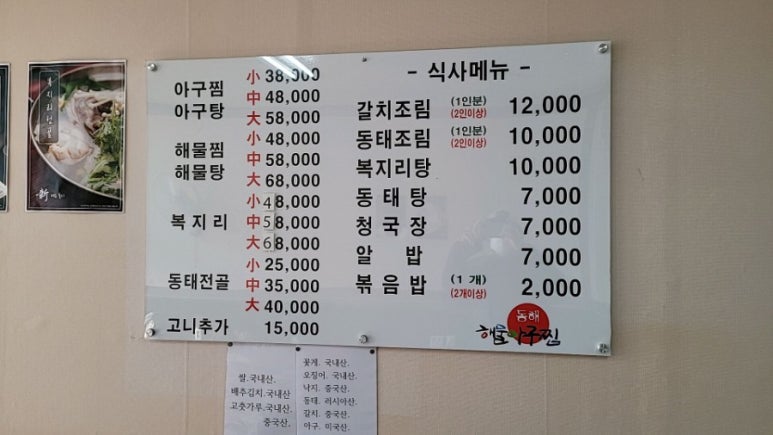 복지리전골
아구찜
아구탕
小 38,000
中 48,000
大 58,000
해물찜
해물탕
小 48,000
中 58,000
大 68,000
복지리
小 48,000
中 58,000
大 68,000
동태전골
小 25,000
中 35,000
大 40,000
고니추가 15,000
- 식사메뉴 -
갈치조림 (1인분) (2인이상) 12,000
동태조림 (1인분) (2인이상) 10,000
복지리탕 10,000
동태탕 7,000
청국장 7,000
알 밥 7,000
볶음밥 (1 개) (2개이상) 2,000
동해
해물아구찜
쌀.국내산.
배추김치.국내산
고춧가루.국내산.
중국산.
꽃게. 국내산.
오징어. 국내산.
낙지. 중국산.
동태. 러시아산.
갈치. 중국산.
아구. 미국산.